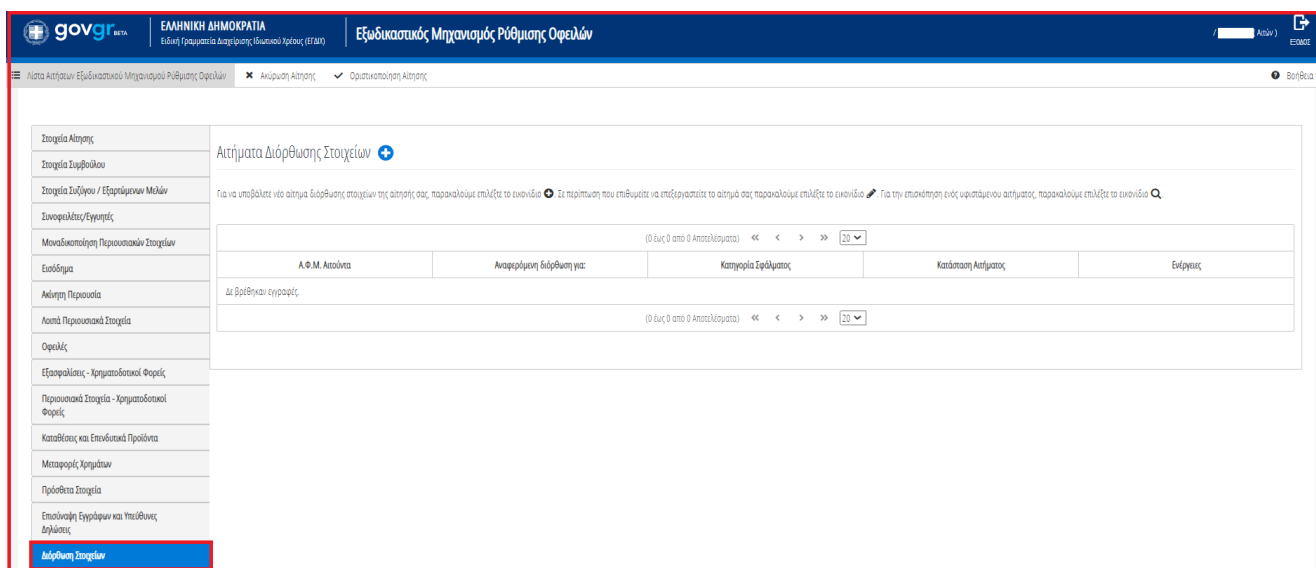 govgr BETA
ΕΛΛΗΝΙΚΗ ΔΗΜΟΚΡΑΤΙΑ
Ειδική Γραμματεία Διαχείρισης Ιδιωτικού Χρέους (ΕΓΔΙΧ)
Εξωδικαστικός Μηχανισμός Ρύθμισης Οφειλών
/ Αιτών )
ΕΞΟΔΟΣ
Λίστα Αιτήσεων Εξωδικαστικού Μηχανισμού Ρύθμισης Οφειλών
Ακύρωση Αίτησης
Οριστικοποίηση Αίτησης
Βοήθεια
Στοιχεία Αίτησης
Στοιχεία Συμβούλου
Στοιχεία Συζύγου / Εξαρτώμενων Μελών
Συνοφειλέτες/Εγγυητές
Μοναδικοποίηση Περιουσιακών Στοιχείων
Εισόδημα
Ακίνητη Περιουσία
Λοιπά Περιουσιακά Στοιχεία
Οφειλές
Εξασφαλίσεις - Χρηματοδοτικοί Φορείς
Περιουσιακά Στοιχεία - Χρηματοδοτικοί
Φορείς
Καταθέσεις και Επενδυτικά Προϊόντα
Μεταφορές Χρημάτων
Πρόσθετα Στοιχεία
Επισύναψη Εγγράφων και Υπεύθυνες
Δηλώσεις
Διόρθωση Στοιχείων
Αιτήματα Διόρθωσης Στοιχείων
Για να υποβάλετε νέο αίτημα διόρθωσης στοιχείων της αίτησής σας, παρακαλούμε επιλέξτε το εικονίδιο . Σε περίπτωση που επιθυμείτε να επεξεργαστείτε το αίτημά σας παρακαλούμε επιλέξτε το εικονίδιο . Για την επισκόπηση ενός υφιστάμενου αιτήματος, παρακαλούμε επιλέξτε το εικονίδιο .
(0 έως 0 από 0 Αποτελέσματα) 20
Α.Φ.Μ. Αιτούντα Αναφερόμενη διόρθωση για: Κατηγορία Σφάλματος Κατάσταση Αιτήματος Ενέργειες
Δε βρέθηκαν εγγραφές.
(0 έως 0 από 0 Αποτελέσματα) 20